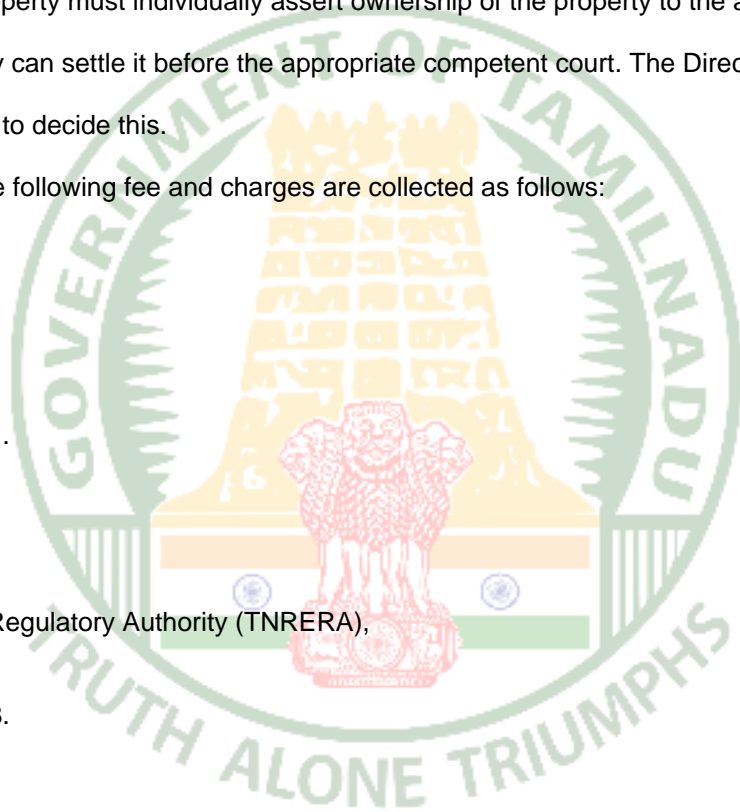 perty must individually assert ownership of the property to the a
y can settle it before the appropriate competent court. The Direc
to decide this.
e following fee and charges are collected as follows:
.
Regulatory Authority (TNRERA),
3.
GOVERNMENT OF TAMILNADU
TRUTH ALONE TRIUMPHS